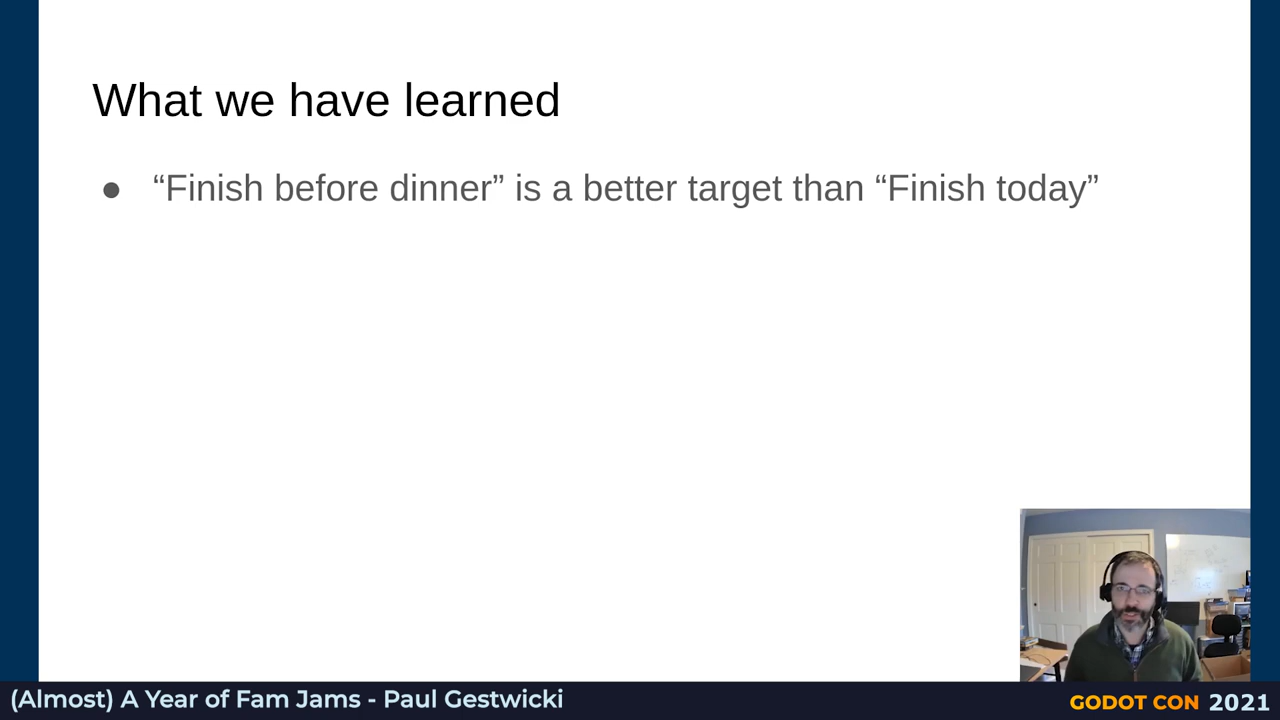 What we have learned
● “Finish before dinner” is a better target than “Finish today”
(Almost) A Year of Fam Jams - Paul Gestwicki
GODOT CON 2021